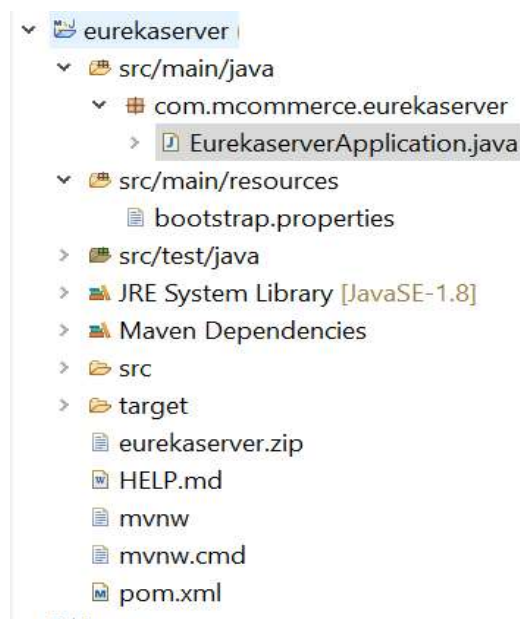 eurekaserver
src/main/java
com.mcommerce.eurekaserver
EurekaserverApplication.java
src/main/resources
bootstrap.properties
src/test/java
JRE System Library [JavaSE-1.8]
Maven Dependencies
src
target
eurekaserver.zip
HELP.md
mvnw
mvnw.cmd
pom.xml